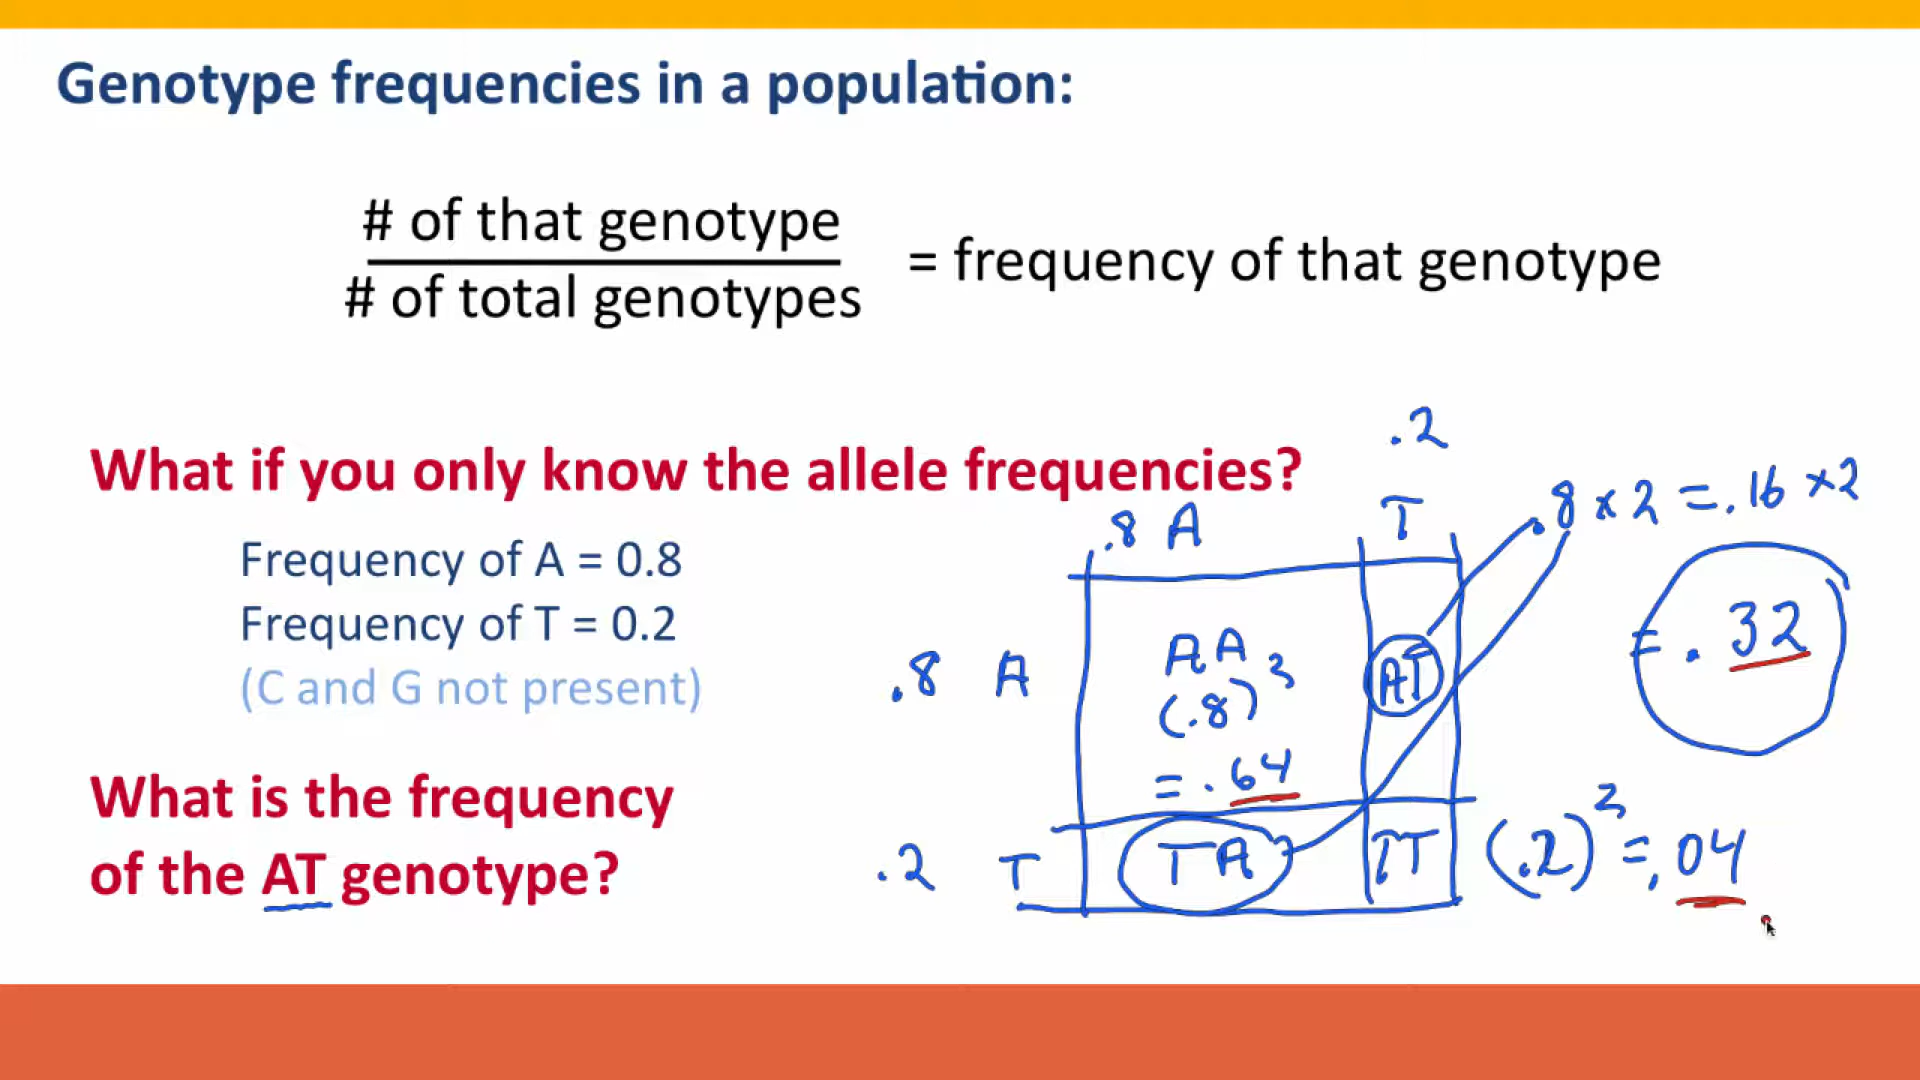 Genotype frequencies in a population:
# of that genotype
# of total genotypes
= frequency of that genotype
What if you only know the allele frequencies?
Frequency of A = 0.8
Frequency of T = 0.2
(C and G not present)
What is the frequency
of the AT genotype?
.2
.8 A T
.8 × 2 = .16 ×2
= .32
.8 A
AA
(.8)²
= .64
AT
.2 T
TA
TT
(.2)² = .04